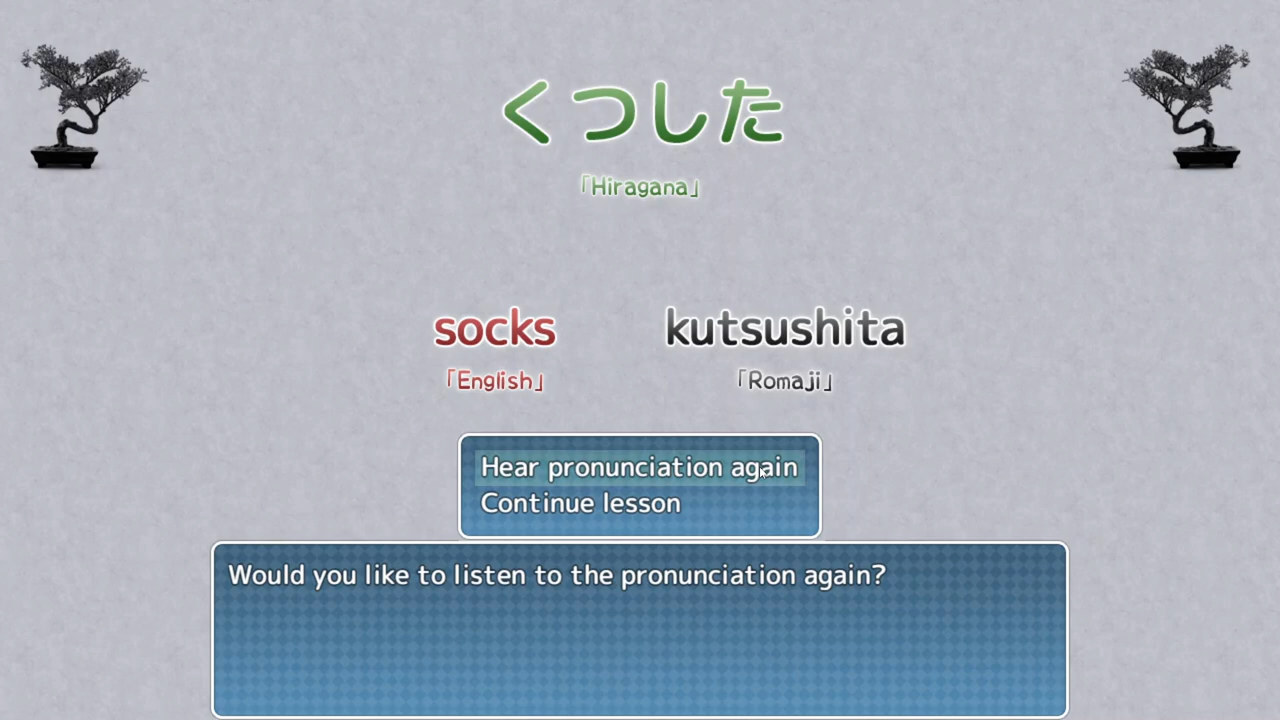 くつした
「Hiragana」
socks
kutsushita
「English」
「Romaji」
Hear pronunciation again
Continue lesson
Would you like to listen to the pronunciation again?